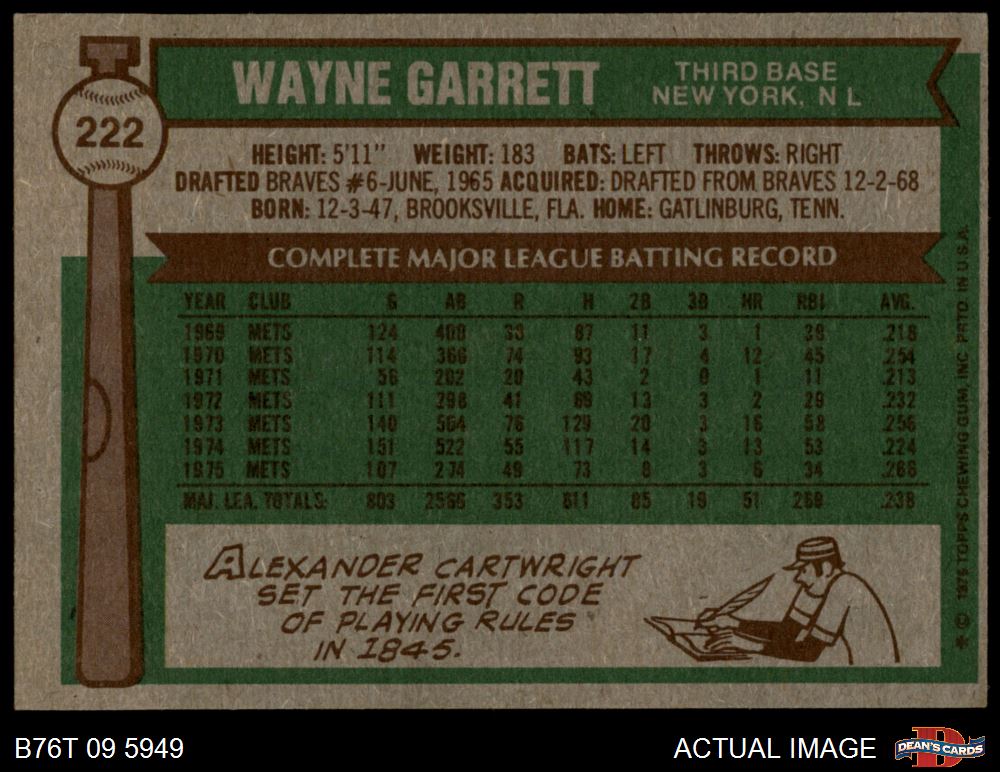 WAYNE GARRETT
THIRD BASE
NEW YORK, N L
222
HEIGHT: 5'11" WEIGHT: 183 BATS: LEFT THROWS: RIGHT
DRAFTED BRAVES #6-JUNE, 1965 ACQUIRED: DRAFTED FROM BRAVES 12-2-68
BORN: 12-3-47, BROOKSVILLE, FLA. HOME: GATLINBURG, TENN.
COMPLETE MAJOR LEAGUE BATTING RECORD
YEAR CLUB G AB R H 2B 3B HR RBI AVG.
1969 METS 124 400 38 87 11 3 1 39 .218
1970 METS 114 366 74 93 17 4 12 45 .254
1971 METS 56 202 20 43 2 0 1 11 .213
1972 METS 111 298 41 69 13 3 2 29 .232
1973 METS 140 504 76 129 20 3 16 58 .256
1974 METS 151 522 55 117 14 3 13 53 .224
1975 METS 107 274 49 73 8 3 6 34 .266
MAJ. LEA. TOTALS: 803 2566 353 611 85 19 51 269 .238
ALEXANDER CARTWRIGHT
SET THE FIRST CODE
OF PLAYING RULES
IN 1845.
* © 1976 TOPPS CHEWING GUM, INC. PRTD. IN U.S.A.
B76T 09 5949
ACTUAL IMAGE
D
DEAN'S CARDS